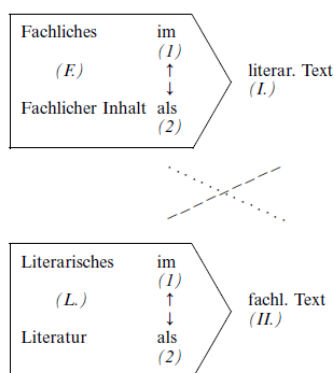 Fachliches im
(1)
(F.) ↑ literar. Text
↓ (I.)
Fachlicher Inhalt als
(2)
Literarisches im
(1)
(L.) ↑ fachl. Text
↓ (II.)
Literatur als
(2)